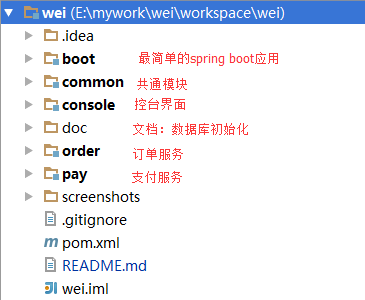 wei (E:\mywork\wei\workspace\wei)
.idea
boot 最简单的spring boot应用
common 共通模块
console 控台界面
doc 文档：数据库初始化
order 订单服务
pay 支付服务
screenshots
.gitignore
pom.xml
README.md
wei.iml